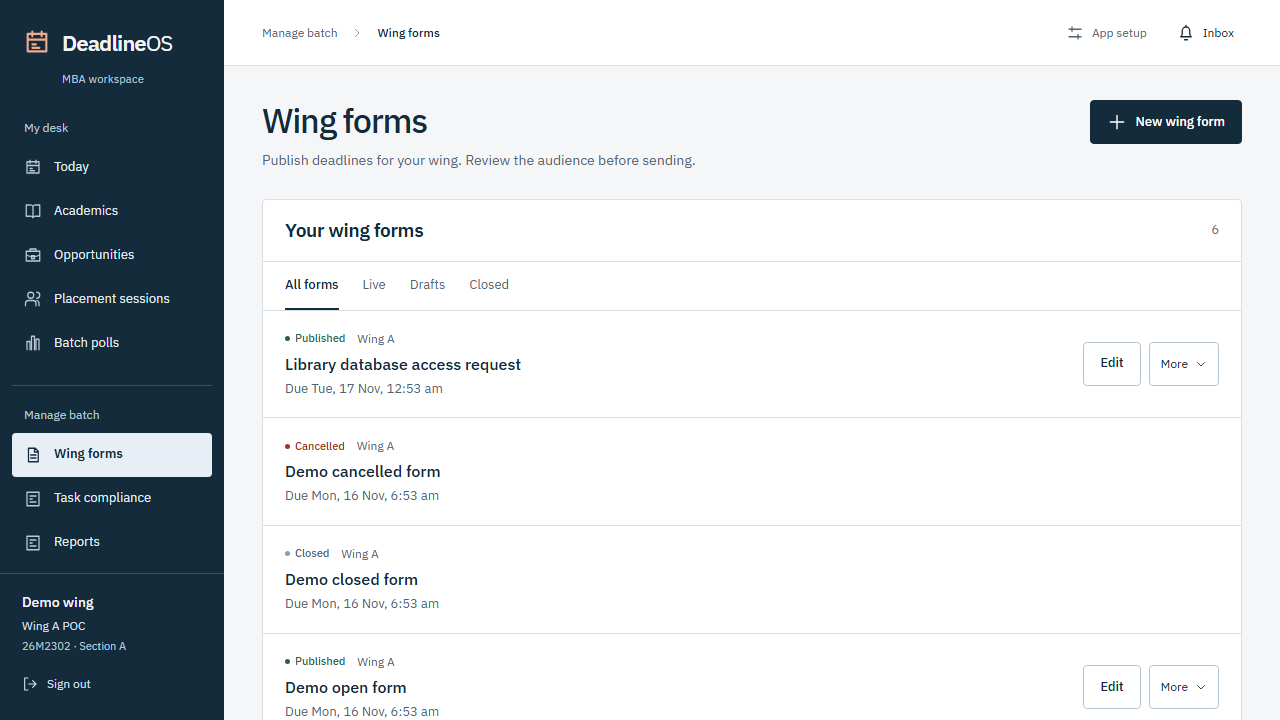 DeadlineOS
MBA workspace
My desk
Today
Academics
Opportunities
Placement sessions
Batch polls
Manage batch
Wing forms
Task compliance
Reports
Demo wing
Wing A POC
26M2302 · Section A
Sign out
Manage batch > Wing forms
App setup
Inbox
Wing forms
Publish deadlines for your wing. Review the audience before sending.
New wing form
Your wing forms
6
All forms Live Drafts Closed
Published Wing A
Library database access request
Due Tue, 17 Nov, 12:53 am
Edit More
Cancelled Wing A
Demo cancelled form
Due Mon, 16 Nov, 6:53 am
Closed Wing A
Demo closed form
Due Mon, 16 Nov, 6:53 am
Published Wing A
Demo open form
Due Mon, 16 Nov, 6:53 am
Edit More